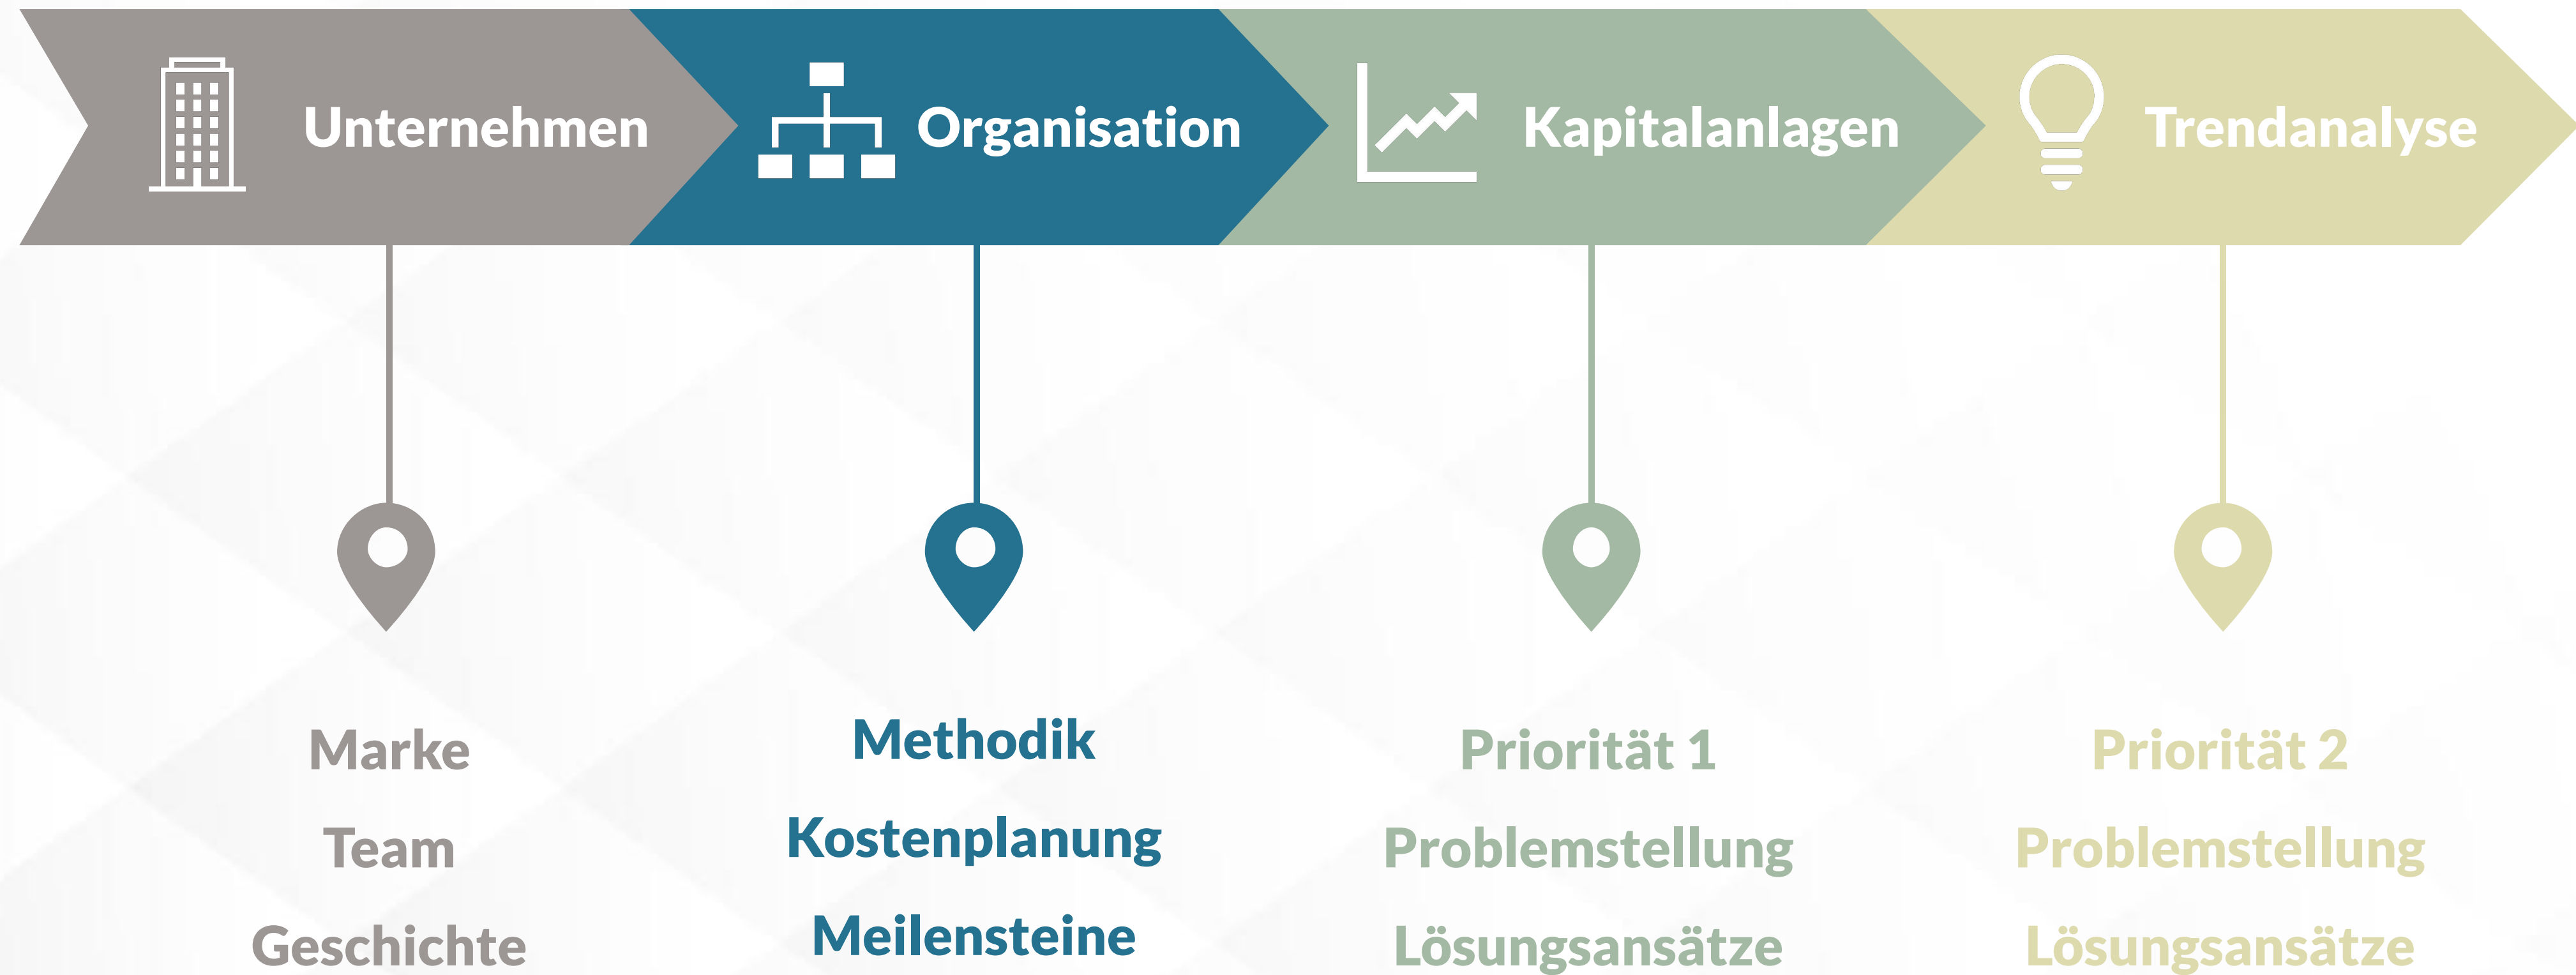 Unternehmen
Organisation
Kapitalanlagen
Trendanalyse
Marke
Team
Geschichte
Methodik
Kostenplanung
Meilensteine
Priorität 1
Problemstellung
Lösungsansätze
Priorität 2
Problemstellung
Lösungsansätze